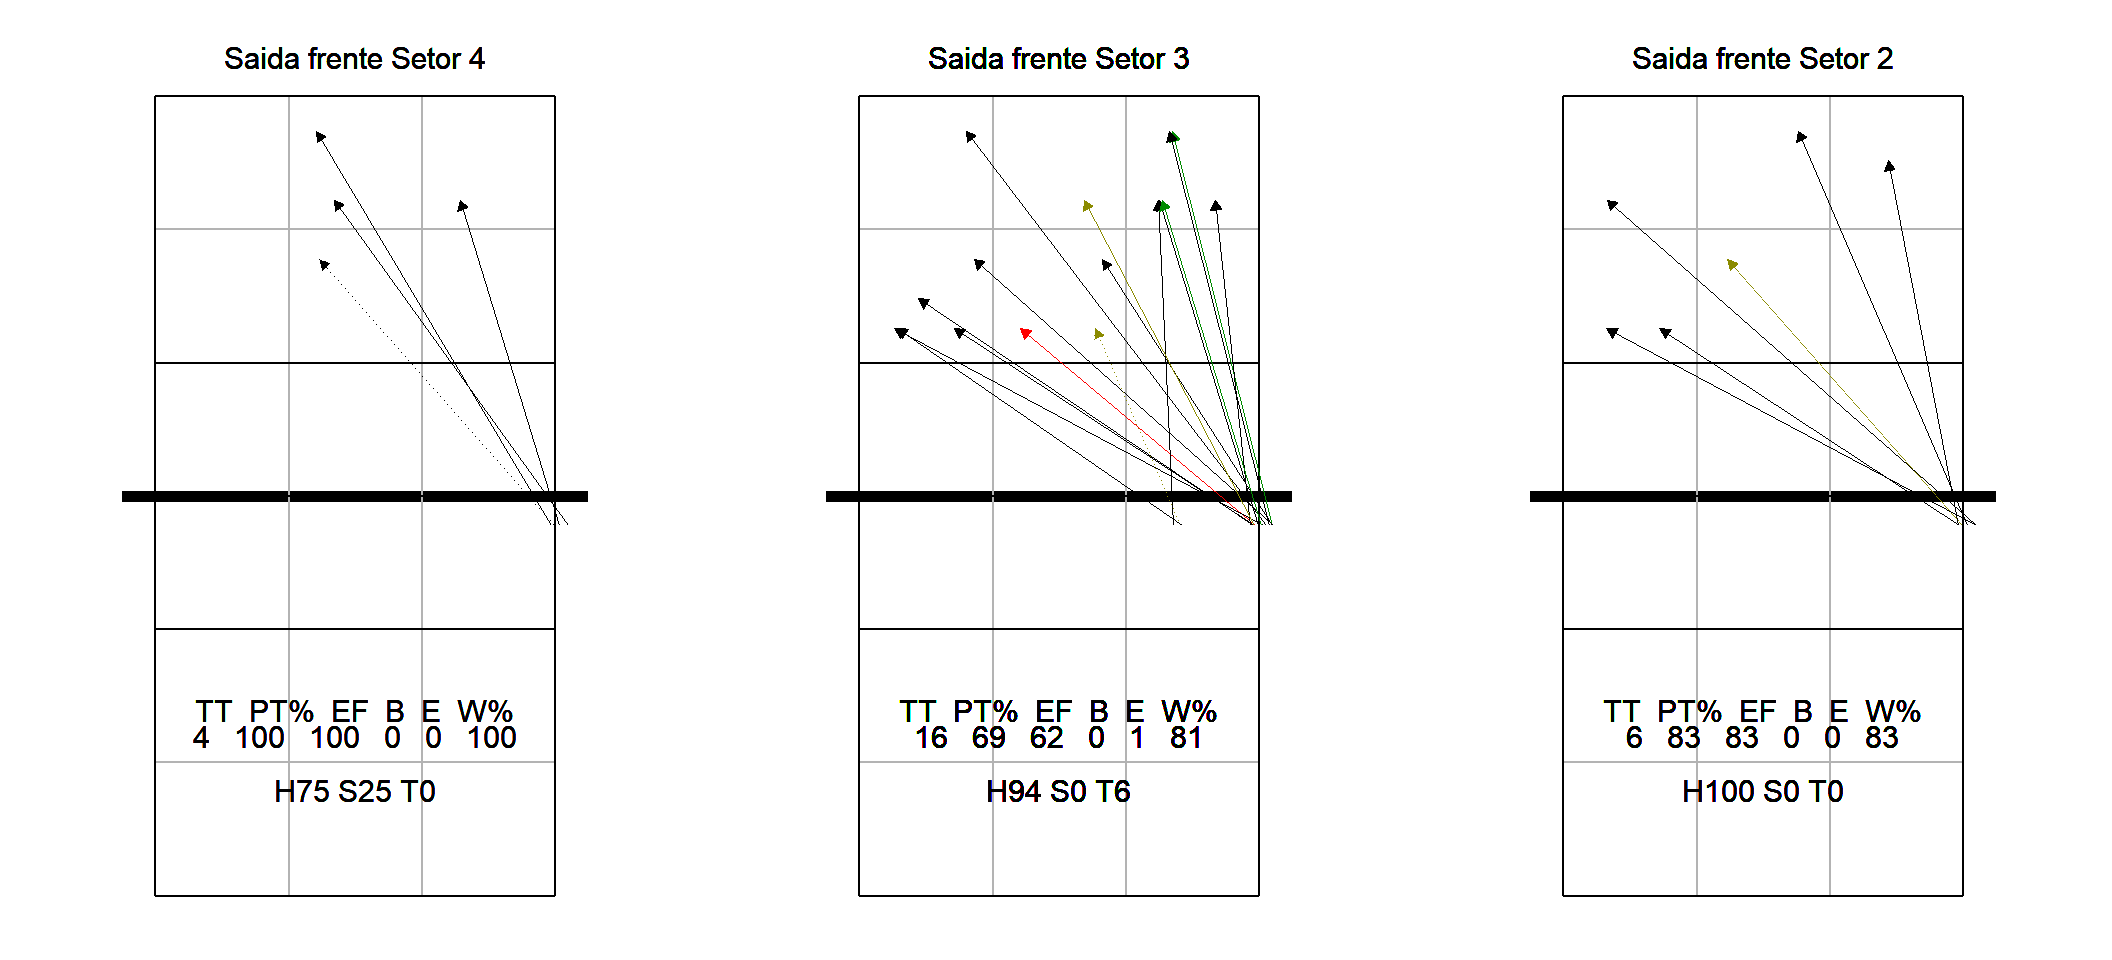 Saida frente Setor 4
TT PT% EF B E W%
4 100 100 0 0 100
H75 S25 T0
Saida frente Setor 3
TT PT% EF B E W%
16 69 62 0 1 81
H94 S0 T6
Saida frente Setor 2
TT PT% EF B E W%
6 83 83 0 0 83
H100 S0 T0